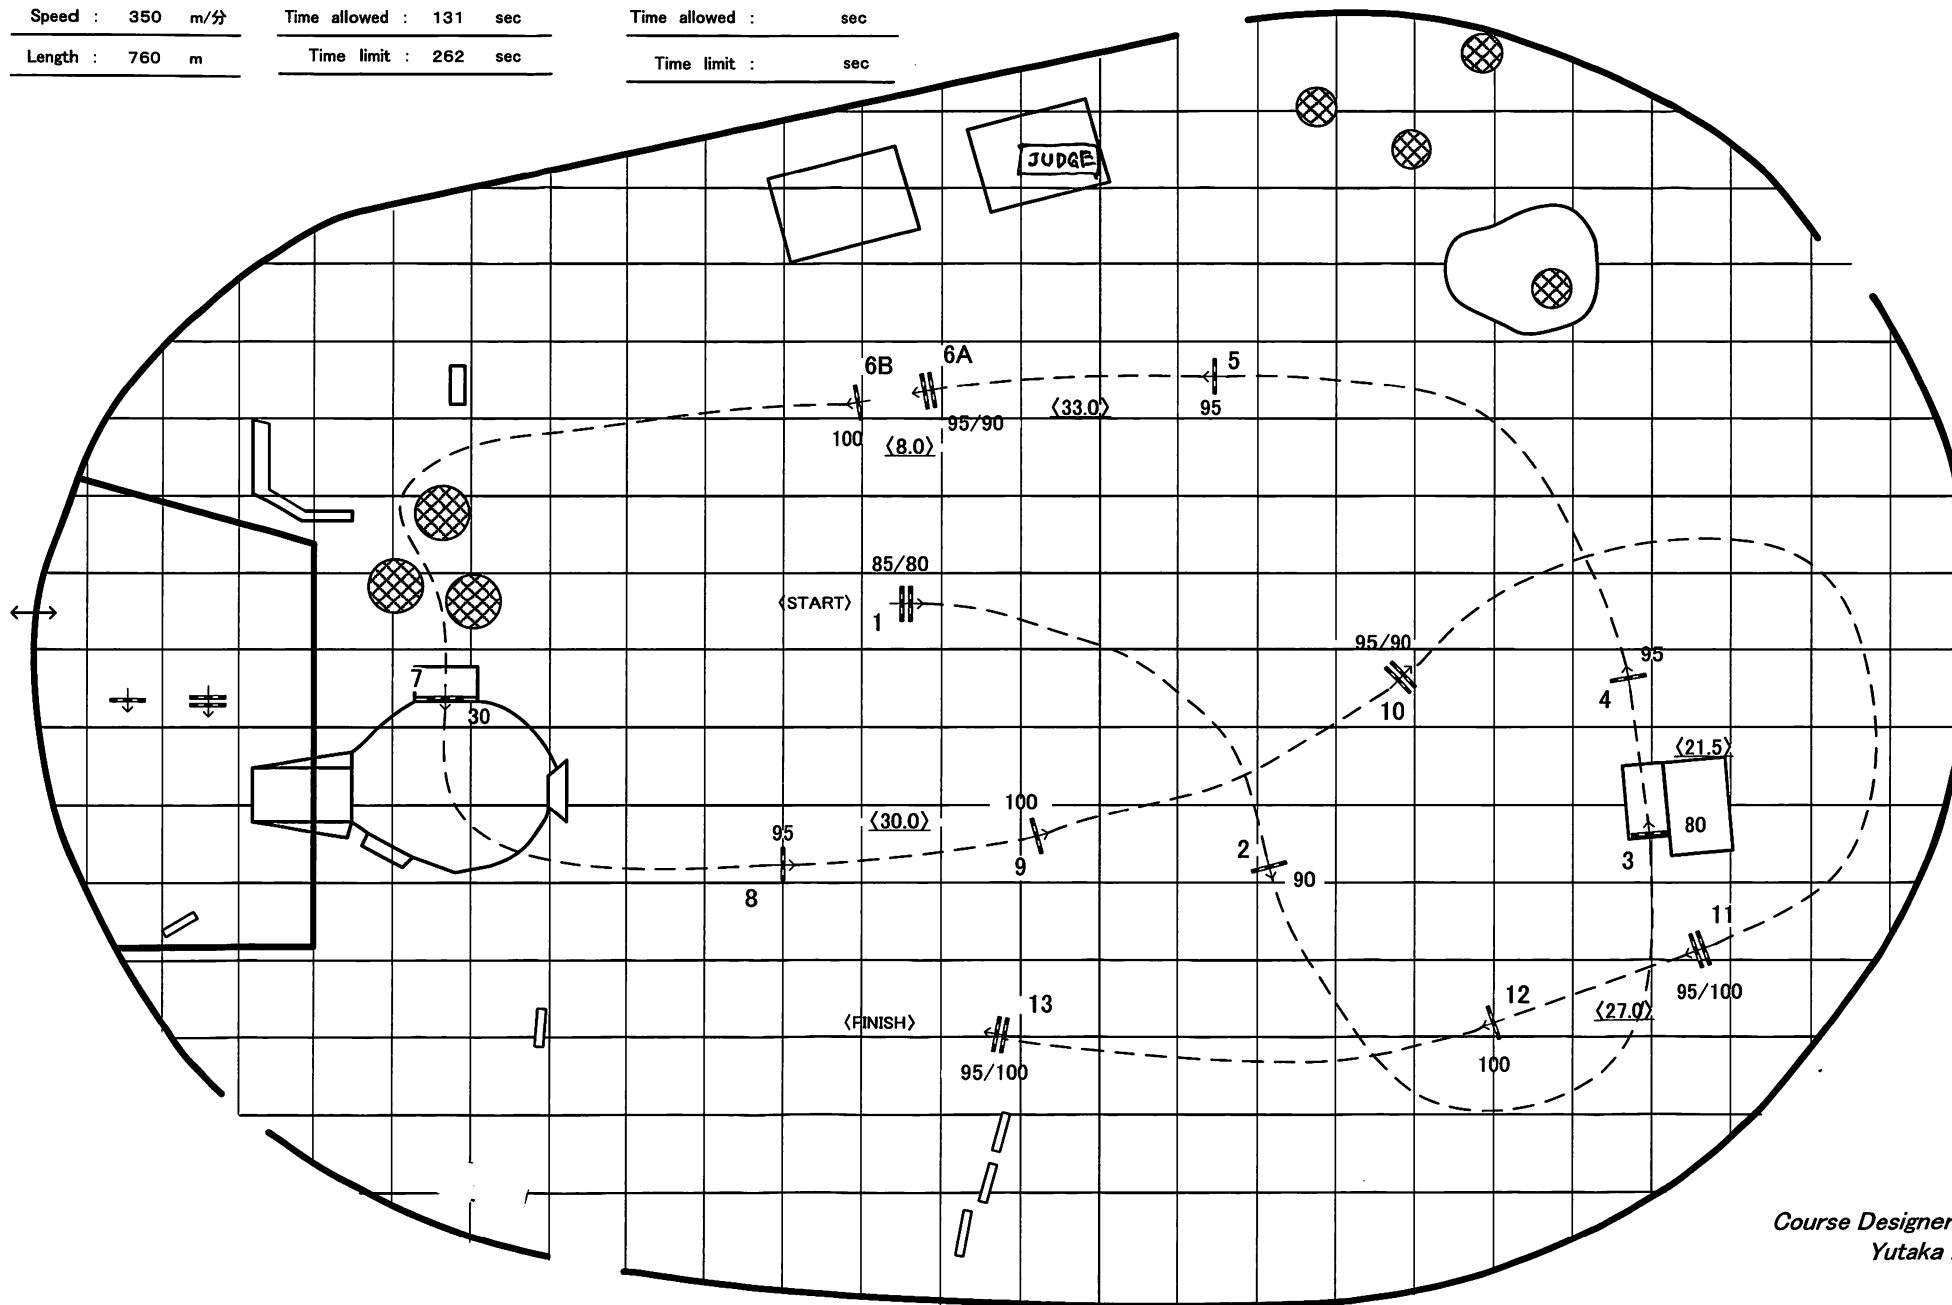 Speed : 350 m/分
Time allowed : 131 sec
Time allowed : sec
Length : 760 m
Time limit : 262 sec
Time limit : sec
JUDGE
6B
6A
5
〈33.0〉
95
100
95/90
〈8.0〉
85/80
〈START〉
1
95/90
95
7
4
30
10
〈21.5〉
100
〈30.0〉
95
80
2
3
9
90
8
11
95/100
12
13
〈FINISH〉
〈27.0〉
100
95/100
Course Designer
Yutaka